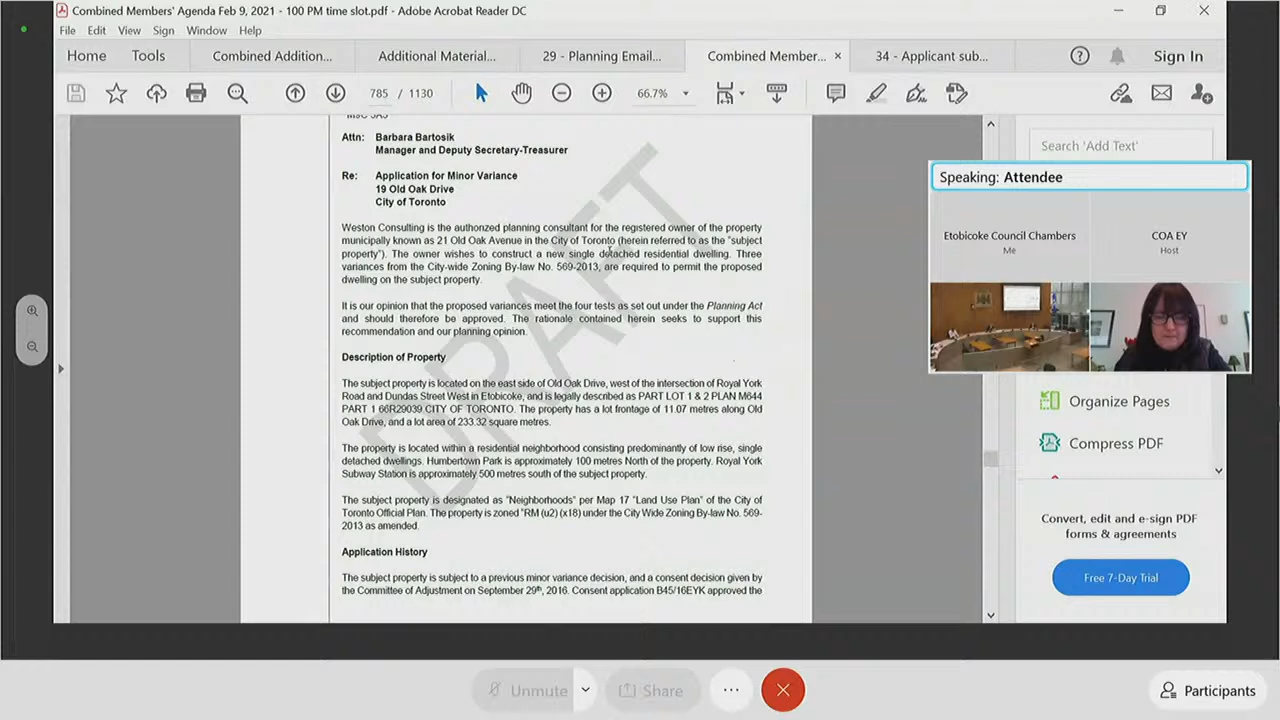 Combined Members' Agenda Feb 9, 2021 - 100 PM time slot.pdf - Adobe Acrobat Reader DC
File Edit View Sign Window Help
Home Tools Combined Addition... Additional Material... 29 - Planning Email... Combined Member... × 34 - Applicant sub... Sign In
785 / 1130 66.7%
Attn: Barbara Bartosik
Manager and Deputy Secretary-Treasurer
Re: Application for Minor Variance
19 Old Oak Drive
City of Toronto
Weston Consulting is the authorized planning consultant for the registered owner of the property
municipally known as 21 Old Oak Avenue in the City of Toronto (herein referred to as the "subject
property"). The owner wishes to construct a new single detached residential dwelling. Three
variances from the City-wide Zoning By-law No. 569-2013, are required to permit the proposed
dwelling on the subject property.
It is our opinion that the proposed variances meet the four tests as set out under the Planning Act
and should therefore be approved. The rationale contained herein seeks to support this
recommendation and our planning opinion.
Description of Property
The subject property is located on the east side of Old Oak Drive, west of the intersection of Royal York
Road and Dundas Street West in Etobicoke, and is legally described as PART LOT 1 & 2 PLAN M644
PART 1 66R29039 CITY OF TORONTO. The property has a lot frontage of 11.07 metres along Old
Oak Drive, and a lot area of 233.32 square metres.
The property is located within a residential neighborhood consisting predominantly of low rise, single
detached dwellings. Humbertown Park is approximately 100 metres North of the property. Royal York
Subway Station is approximately 500 metres south of the subject property.
The subject property is designated as "Neighborhoods" per Map 17 "Land Use Plan" of the City of
Toronto Official Plan. The property is zoned "RM (u2) (x18) under the City Wide Zoning By-law No. 569-
2013 as amended.
Application History
The subject property is subject to a previous minor variance decision, and a consent decision given by
the Committee of Adjustment on September 29th, 2016. Consent application B45/16EYK approved the
DRAFT
Search 'Add Text'
Speaking: Attendee
Etobicoke Council Chambers
Me
COA EY
Host
Organize Pages
Compress PDF
Convert, edit and e-sign PDF
forms & agreements
Free 7-Day Trial
Unmute Share ... Participants